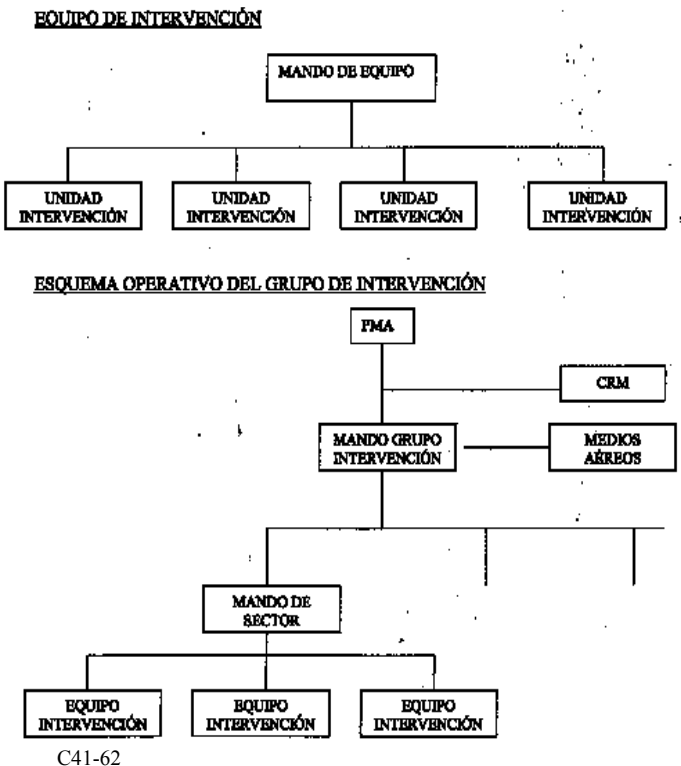 EQUIPO DE INTERVENCIÓN
MANDO DE EQUIPO
UNIDAD
INTERVENCIÓN
UNIDAD
INTERVENCIÓN
UNIDAD
INTERVENCIÓN
UNIDAD
INTERVENCIÓN
ESQUEMA OPERATIVO DEL GRUPO DE INTERVENCIÓN
PMA
CRM
MANDO GRUPO
INTERVENCIÓN
MEDIOS
AÉREOS
MANDO DE
SECTOR
EQUIPO
INTERVENCIÓN
EQUIPO
INTERVENCIÓN
EQUIPO
INTERVENCIÓN
C41-62